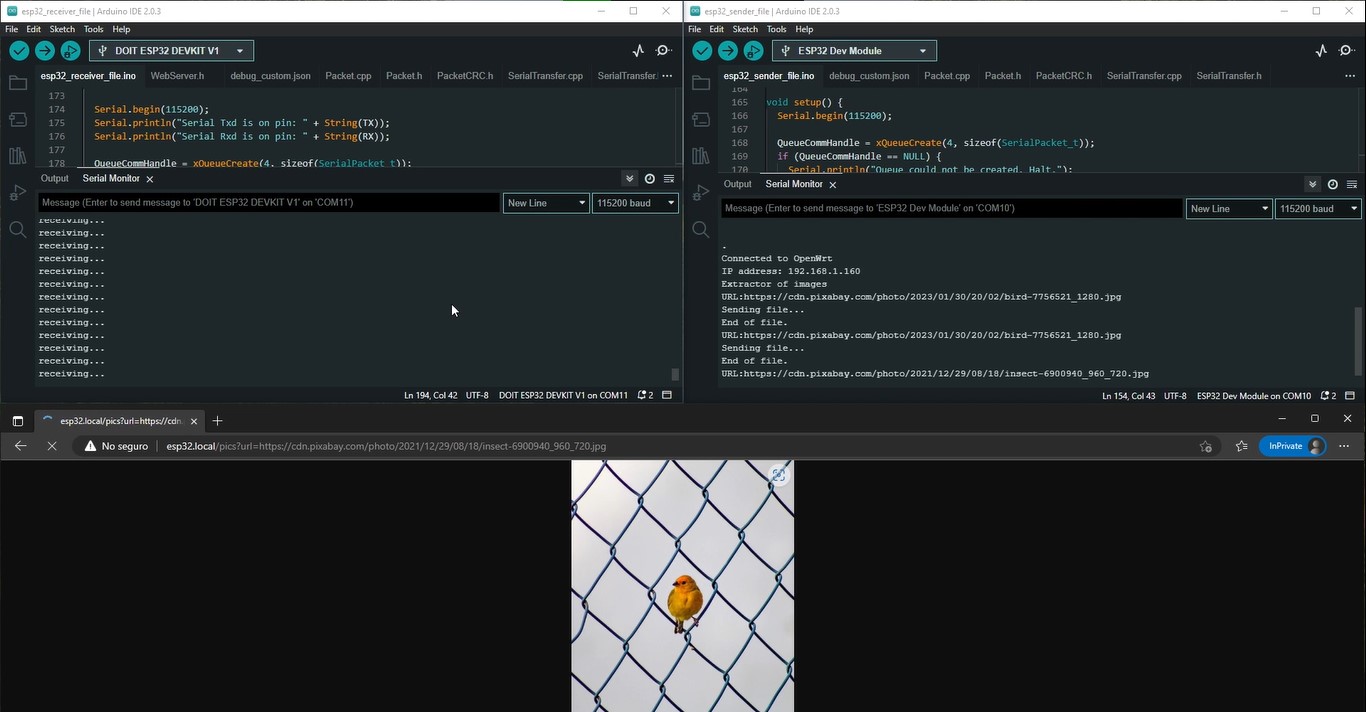 esp32_receiver_file | Arduino IDE 2.0.3
File Edit Sketch Tools Help
DOIT ESP32 DEVKIT V1
esp32_receiver_file.ino WebServer.h debug_custom.json Packet.cpp Packet.h PacketCRC.h SerialTransfer.cpp SerialTransfer.
173
174 Serial.begin(115200);
175 Serial.println("Serial Txd is on pin: " + String(TX));
176 Serial.println("Serial Rxd is on pin: " + String(RX));
177
178 QueueCommHandle = xQueueCreate(4, sizeof(SerialPacket_t));
Output Serial Monitor
Message (Enter to send message to 'DOIT ESP32 DEVKIT V1' on 'COM11') New Line 115200 baud
receiving...
receiving...
receiving...
receiving...
receiving...
receiving...
receiving...
receiving...
receiving...
receiving...
receiving...
receiving...
receiving...
Ln 194, Col 42 UTF-8 DOIT ESP32 DEVKIT V1 on COM11 2
esp32_sender_file | Arduino IDE 2.0.3
File Edit Sketch Tools Help
ESP32 Dev Module
esp32_sender_file.ino debug_custom.json Packet.cpp Packet.h PacketCRC.h SerialTransfer.cpp SerialTransfer.h
164
165 void setup() {
166 Serial.begin(115200);
167
168 QueueCommHandle = xQueueCreate(4, sizeof(SerialPacket_t));
169 if (QueueCommHandle == NULL) {
170 Serial.println("Queue could not be created. Halt.");
Output Serial Monitor
Message (Enter to send message to 'ESP32 Dev Module' on 'COM10') New Line 115200 baud
.
Connected to OpenWrt
IP address: 192.168.1.160
Extractor of images
URL:https://cdn.pixabay.com/photo/2023/01/30/20/02/bird-7756521_1280.jpg
Sending file...
End of file.
URL:https://cdn.pixabay.com/photo/2023/01/30/20/02/bird-7756521_1280.jpg
Sending file...
End of file.
URL:https://cdn.pixabay.com/photo/2021/12/29/08/18/insect-6900940_960_720.jpg
Ln 154, Col 43 UTF-8 ESP32 Dev Module on COM10 2
esp32.local/pics?url=https://cdn.
No seguro esp32.local/pics?url=https://cdn.pixabay.com/photo/2021/12/29/08/18/insect-6900940_960_720.jpg InPrivate